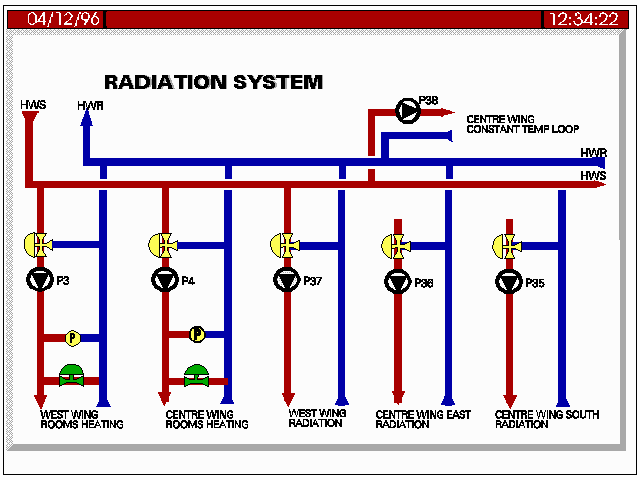 04/12/96
12:34:22
RADIATION SYSTEM
HWS
HWR
P38
CENTRE WING
CONSTANT TEMP LOOP
HWR
HWS
P3
P4
P37
P36
P35
P
P
WEST WING
ROOMS HEATING
CENTRE WING
ROOMS HEATING
WEST WING
RADIATION
CENTRE WING EAST
RADIATION
CENTRE WING SOUTH
RADIATION